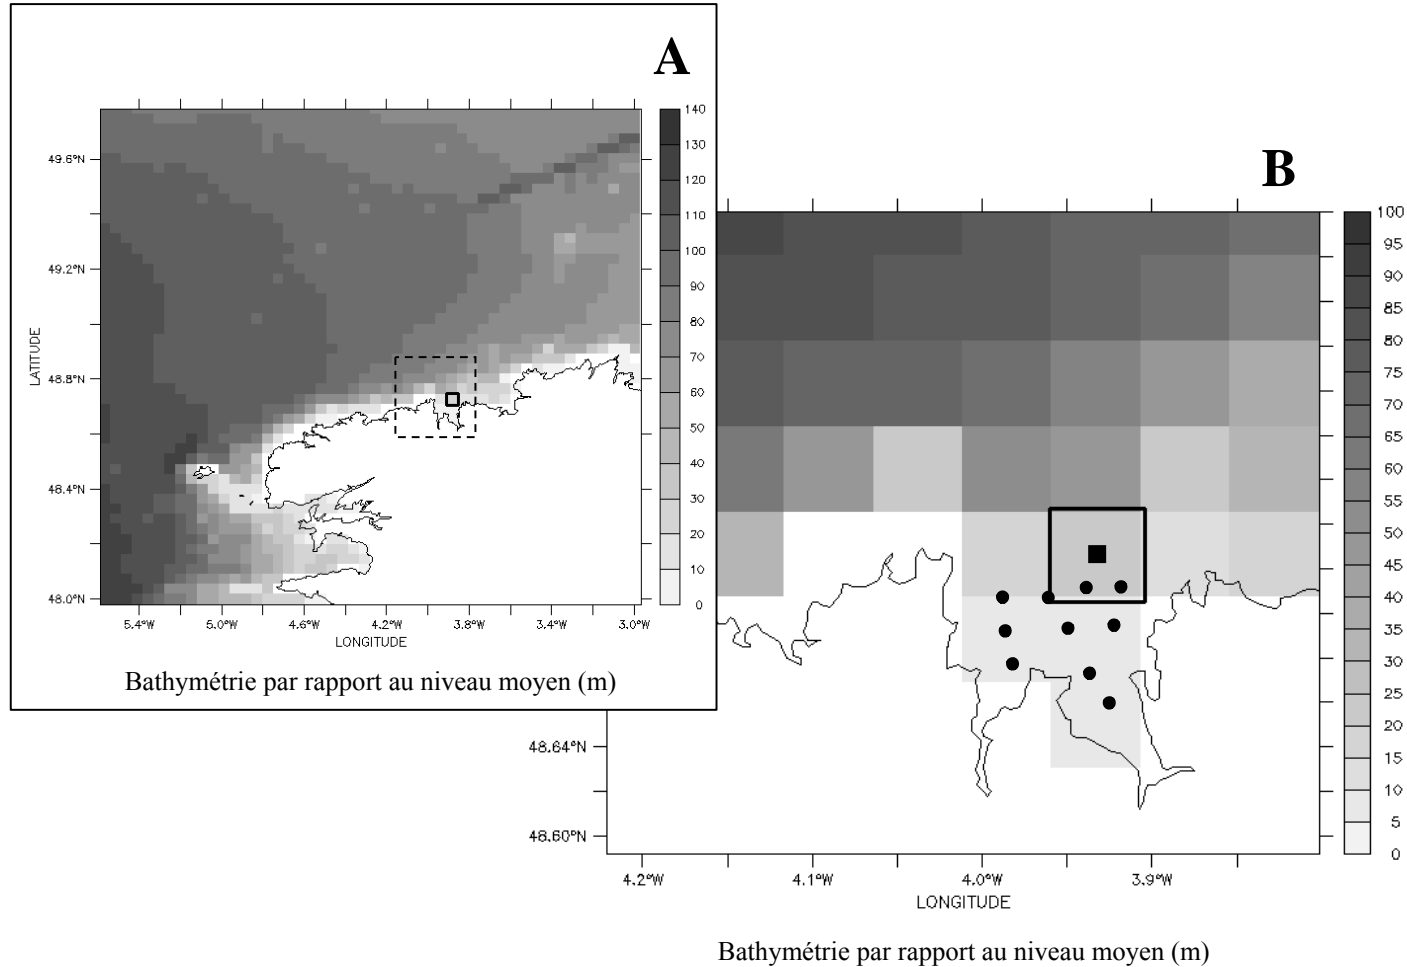 A
140
130
120
110
100
90
80
70
60
50
40
30
20
10
0
49.6°N
49.2°N
48.8°N
48.4°N
48.0°N
LATITUDE
5.4°W 5.0°W 4.6°W 4.2°W 3.8°W 3.4°W 3.0°W
LONGITUDE
Bathymétrie par rapport au niveau moyen (m)
B
100
95
90
85
80
75
70
65
60
55
50
45
40
35
30
25
20
15
10
5
0
48.64°N
48.60°N
4.2°W 4.1°W 4.0°W 3.9°W
LONGITUDE
Bathymétrie par rapport au niveau moyen (m)